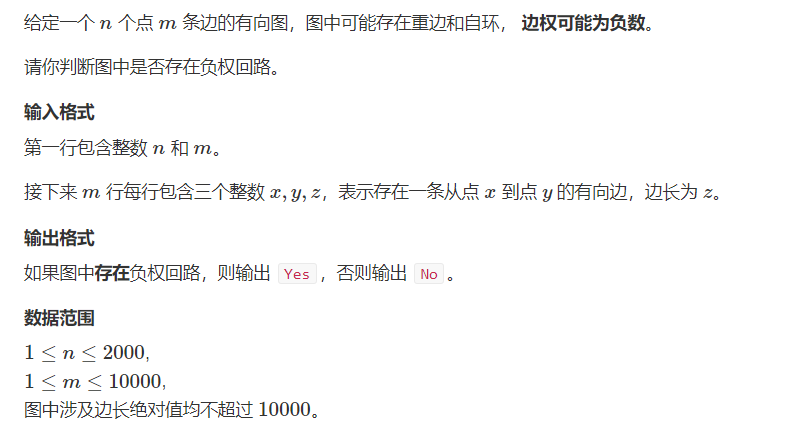 给定一个 n 个点 m 条边的有向图，图中可能存在重边和自环， 边权可能为负数。
请你判断图中是否存在负权回路。
输入格式
第一行包含整数 n 和 m。
接下来 m 行每行包含三个整数 x, y, z，表示存在一条从点 x 到点 y 的有向边，边长为 z。
输出格式
如果图中存在负权回路，则输出 Yes，否则输出 No。
数据范围
1 ≤ n ≤ 2000,
1 ≤ m ≤ 10000,
图中涉及边长绝对值均不超过 10000。